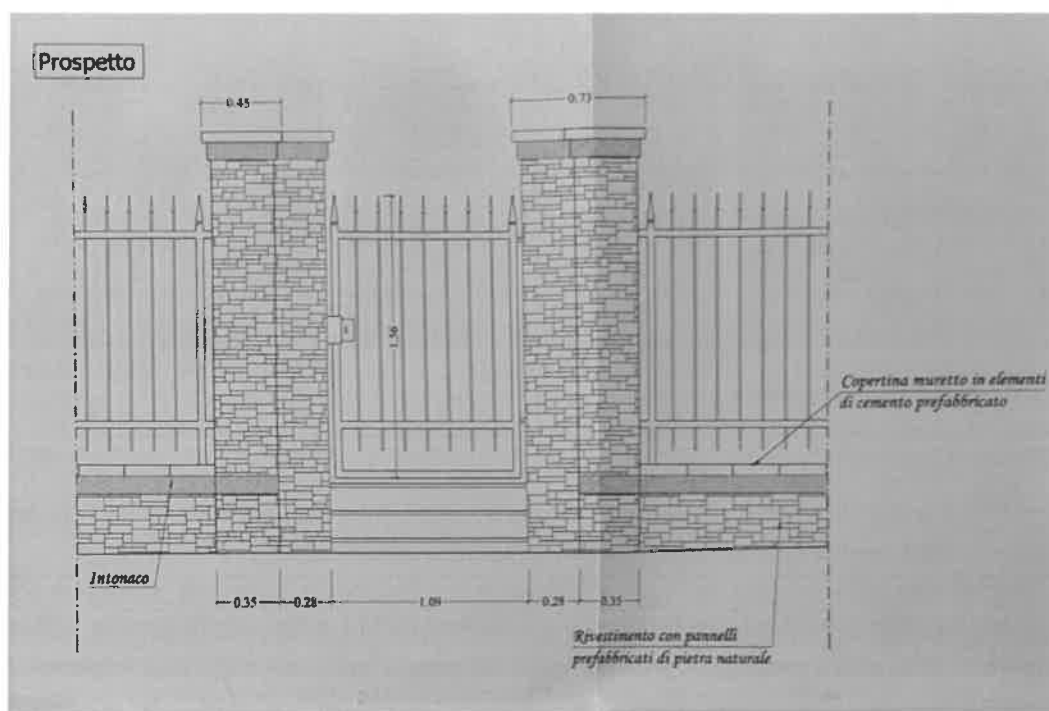 Prospetto
0.45
0.73
1.56
Copertina muretto in elementi
di cemento prefabbricato
Intonaco
0.35
0.28
1.09
0.28
0.35
Rivestimento con pannelli
prefabbricati di pietra naturale